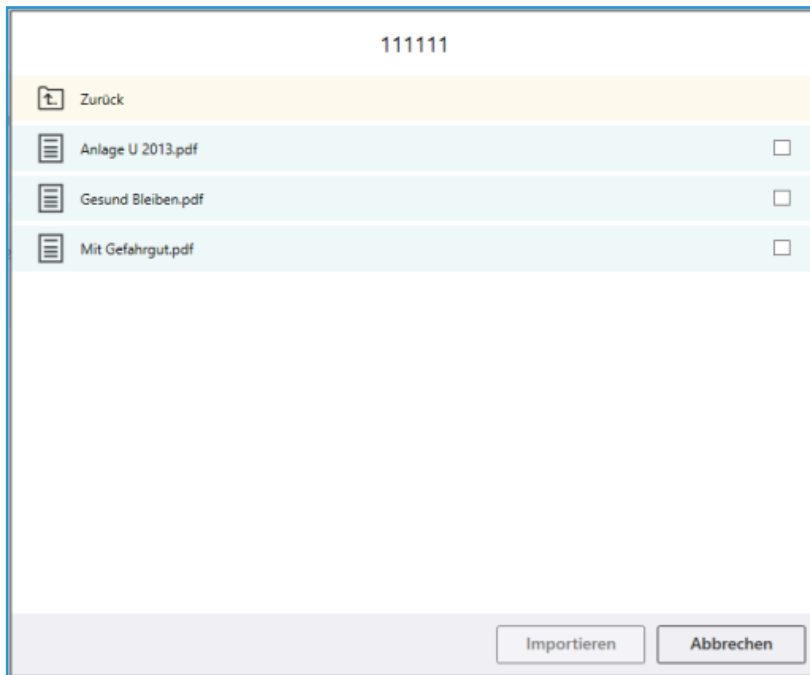 111111
Zurück
Anlage U 2013.pdf
Gesund Bleiben.pdf
Mit Gefahrgut.pdf
Importieren
Abbrechen